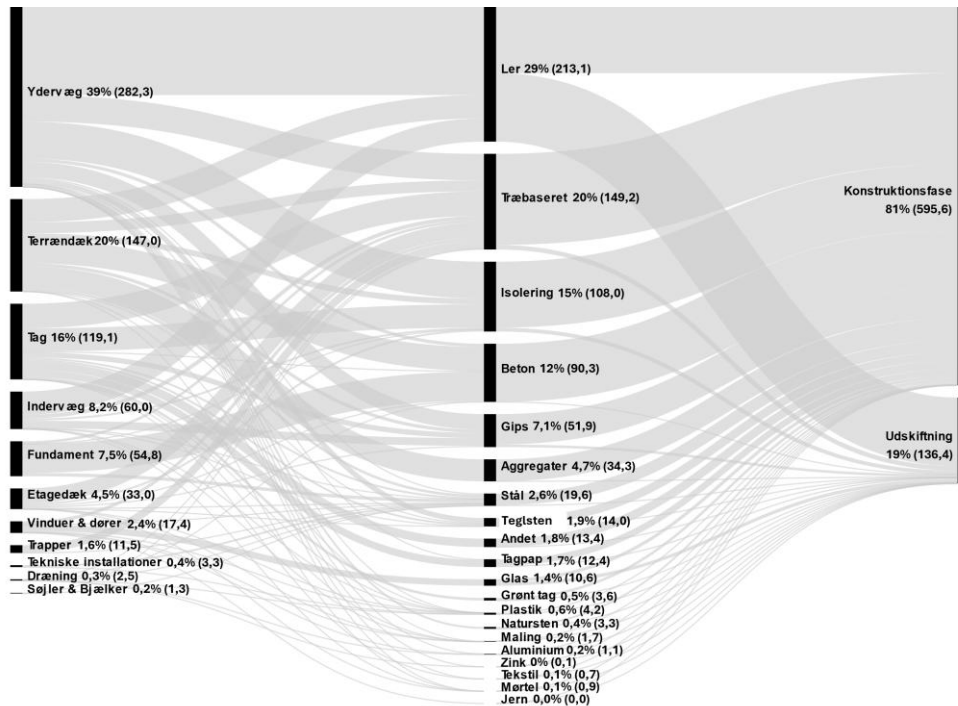 Ydervæg 39% (282,3)
Terrændæk 20% (147,0)
Tag 16% (119,1)
Indervæg 8,2% (60,0)
Fundament 7,5% (54,8)
Etagedæk 4,5% (33,0)
Vinduer & dører 2,4% (17,4)
Trapper 1,6% (11,5)
Tekniske installationer 0,4% (3,3)
Dræning 0,3% (2,5)
Søjler & Bjælker 0,2% (1,3)
Ler 29% (213,1)
Træbaseret 20% (149,2)
Isolering 15% (108,0)
Beton 12% (90,3)
Gips 7,1% (51,9)
Aggregater 4,7% (34,3)
Stål 2,6% (19,6)
Teglsten 1,9% (14,0)
Andet 1,8% (13,4)
Tagpap 1,7% (12,4)
Glas 1,4% (10,6)
Grønt tag 0,5% (3,6)
Plastik 0,6% (4,2)
Natursten 0,4% (3,3)
Maling 0,2% (1,7)
Aluminium 0,2% (1,1)
Zink 0% (0,1)
Tekstil 0,1% (0,7)
Mørtel 0,1% (0,9)
Jern 0,0% (0,0)
Konstruktionsfase
81% (595,6)
Udskiftning
19% (136,4)